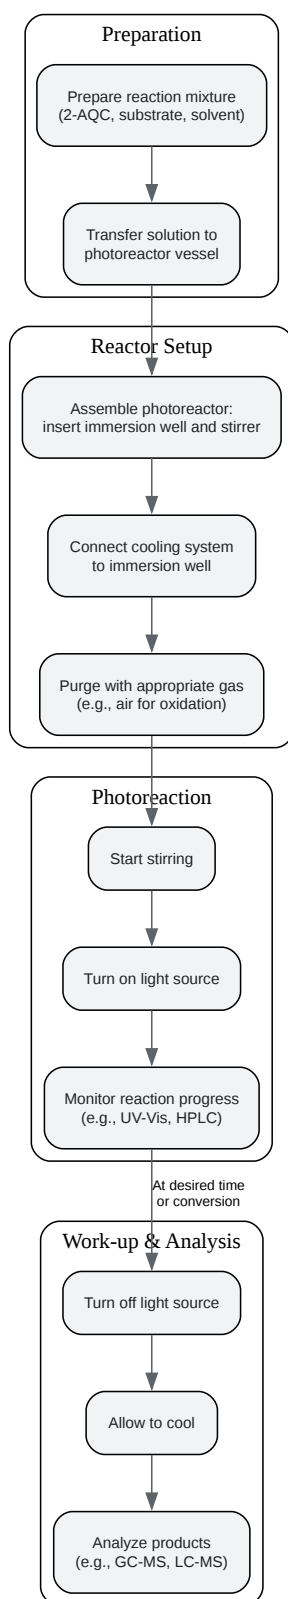 Preparation
Prepare reaction mixture
(2-AQC, substrate, solvent)
Transfer solution to
photoreactor vessel
Reactor Setup
Assemble photoreactor:
insert immersion well and stirrer
Connect cooling system
to immersion well
Purge with appropriate gas
(e.g., air for oxidation)
Photoreaction
Start stirring
Turn on light source
Monitor reaction progress
(e.g., UV-Vis, HPLC)
At desired time
or conversion
Work-up & Analysis
Turn off light source
Allow to cool
Analyze products
(e.g., GC-MS, LC-MS)